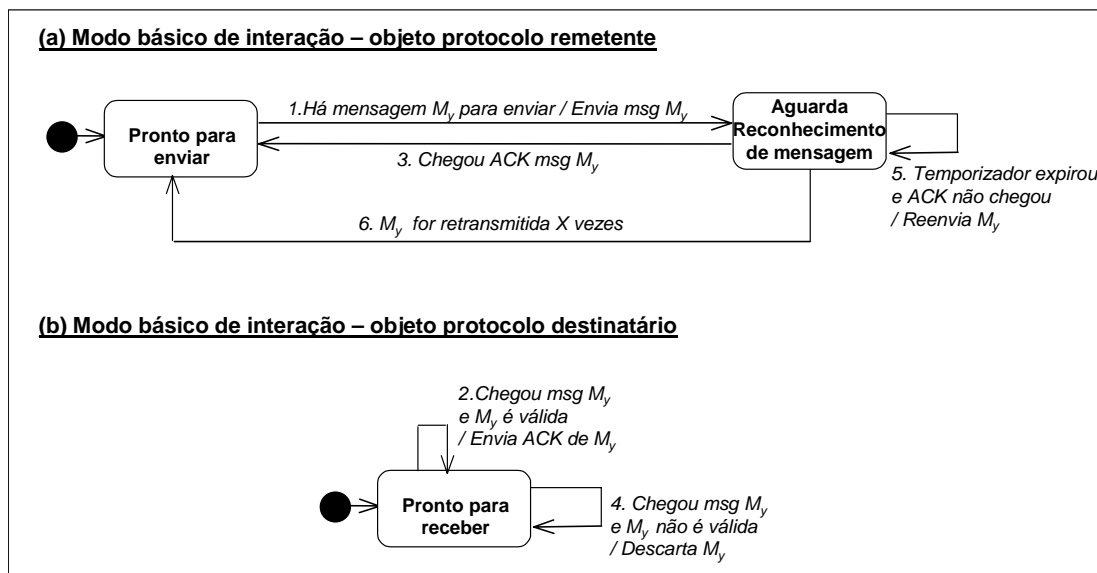 (a) Modo básico de interação – objeto protocolo remetente
1.Há mensagem My para enviar / Envia msg My
Pronto para
enviar
Aguarda
Reconhecimento
de mensagem
3. Chegou ACK msg My
5. Temporizador expirou
e ACK não chegou
/ Reenvia My
6. My for retransmitida X vezes
(b) Modo básico de interação – objeto protocolo destinatário
2.Chegou msg My
e My é válida
/ Envia ACK de My
Pronto para
receber
4. Chegou msg My
e My não é válida
/ Descarta My